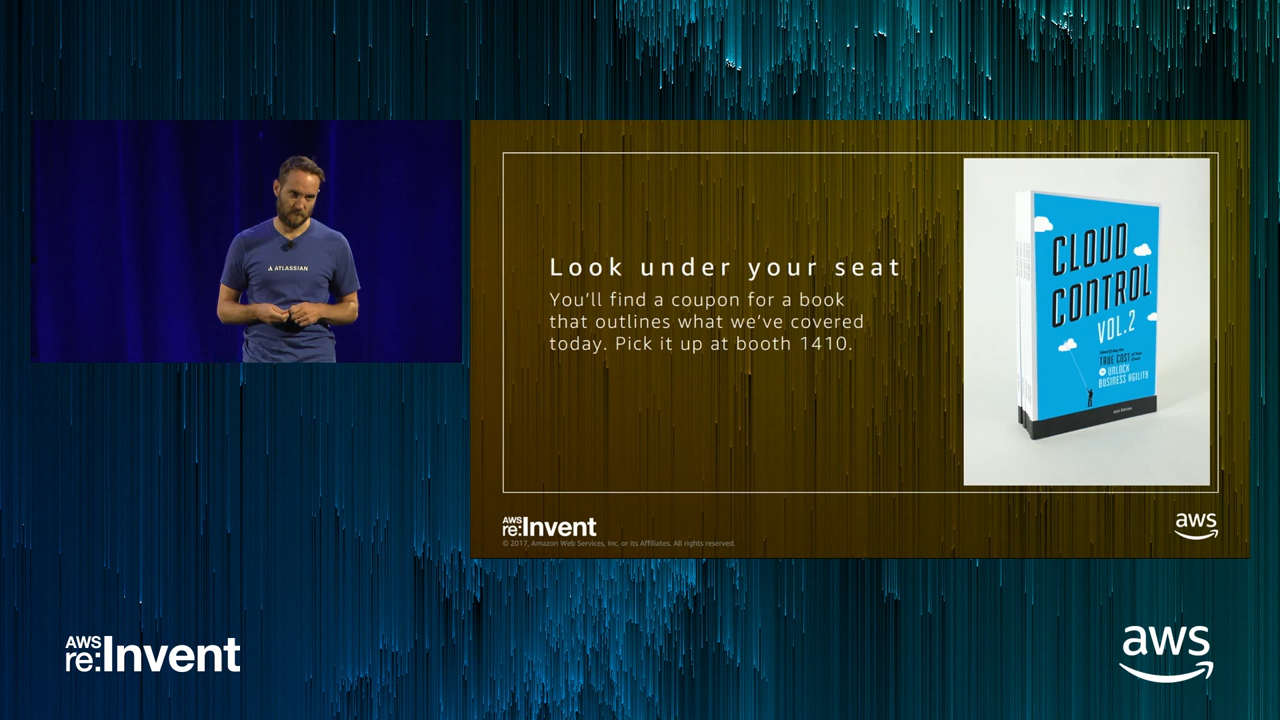 ATLASSIAN
Look under your seat
You’ll find a coupon for a book
that outlines what we’ve covered
today. Pick it up at booth 1410.
CLOUD
CONTROL
VOL.2
TRUE COST
UNLOCK
BUSINESS AGILITY
AWS
re:Invent
© 2017, Amazon Web Services, Inc. or its Affiliates. All rights reserved.
aws
AWS
re:Invent
aws